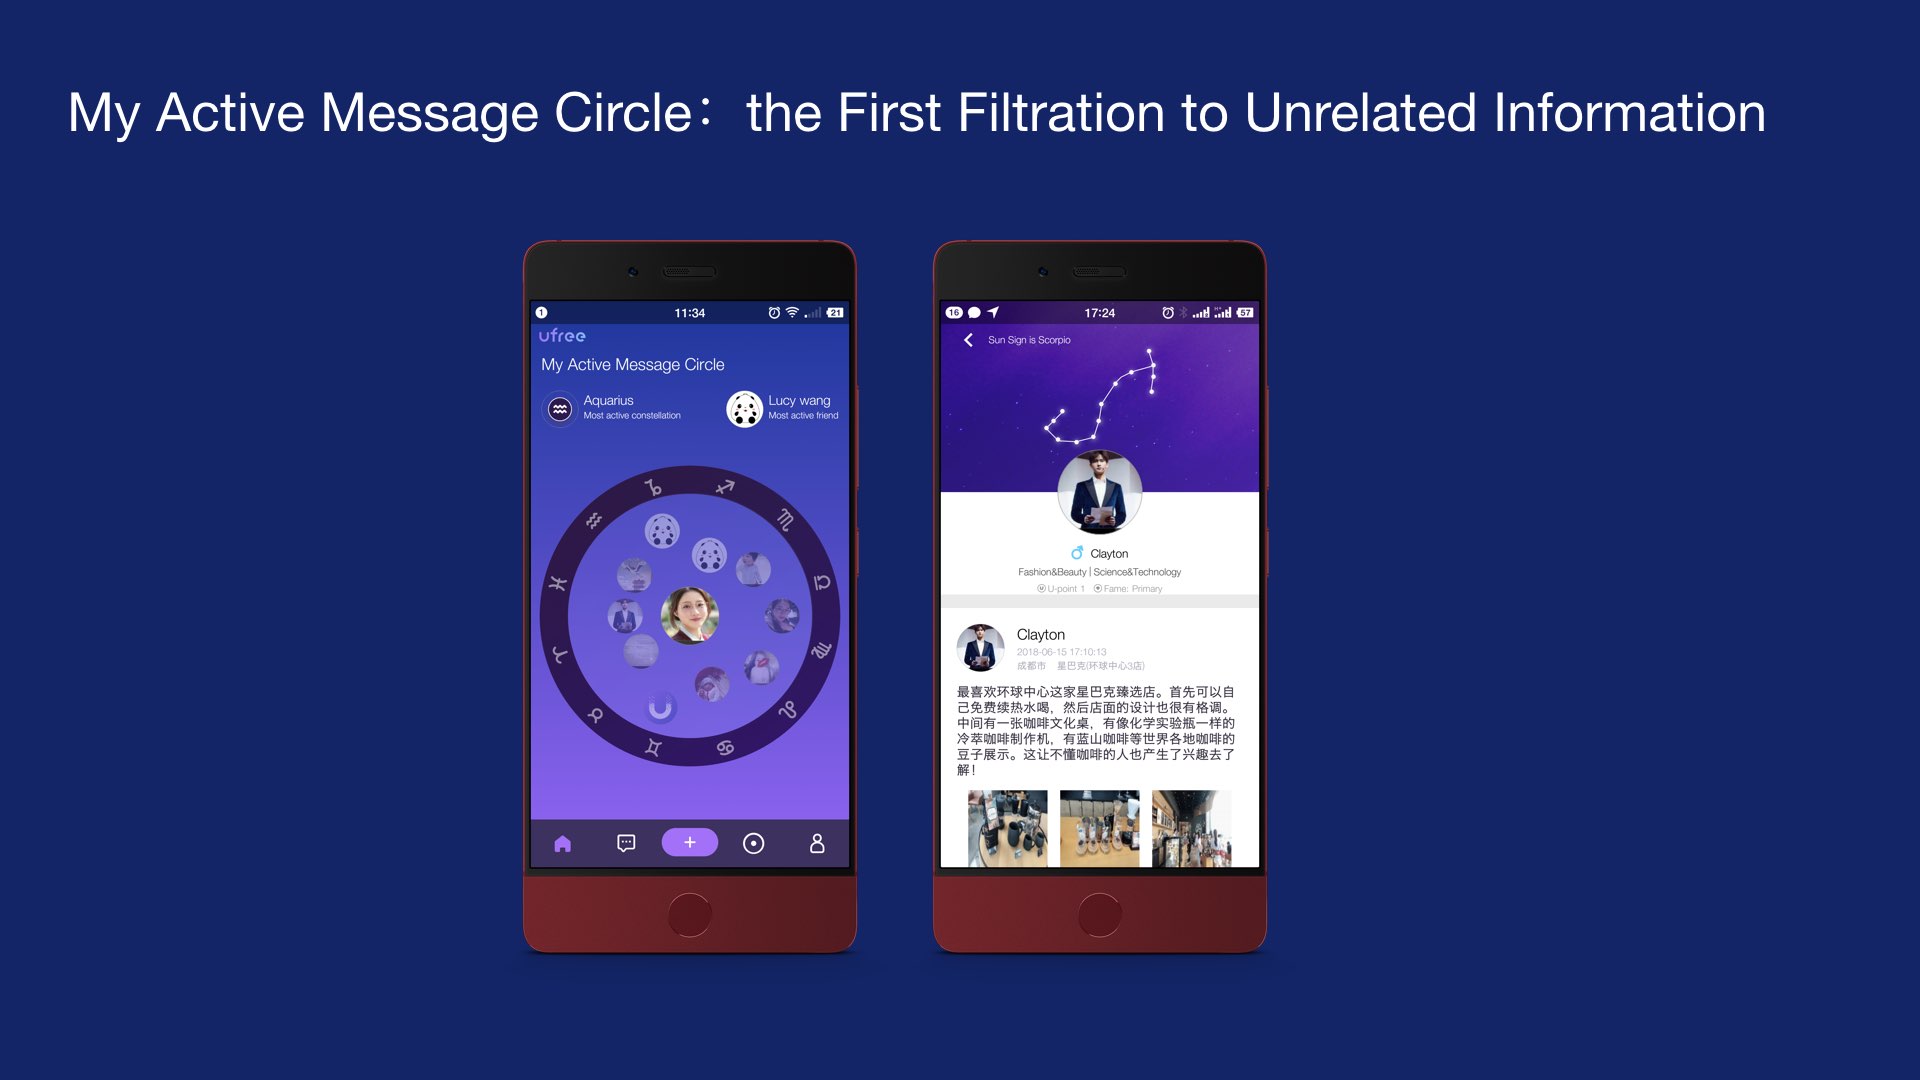 My Active Message Circle：the First Filtration to Unrelated Information
1
11:34
21
ufree
My Active Message Circle
Aquarius
Most active constellation
Lucy wang
Most active friend
16
17:24
57
Sun Sign is Scorpio
Clayton
Fashion&Beauty | Science&Technology
U-point 1 Fame: Primary
Clayton
2018-06-15 17:10:13
成都市 星巴克(环球中心3店)
最喜欢环球中心这家星巴克臻选店。首先可以自
己免费续热水喝，然后店面的设计也很有格调。
中间有一张咖啡文化桌，有像化学实验瓶一样的
冷萃咖啡制作机，有蓝山咖啡等世界各地咖啡的
豆子展示。这让不懂咖啡的人也产生了兴趣去了
解！